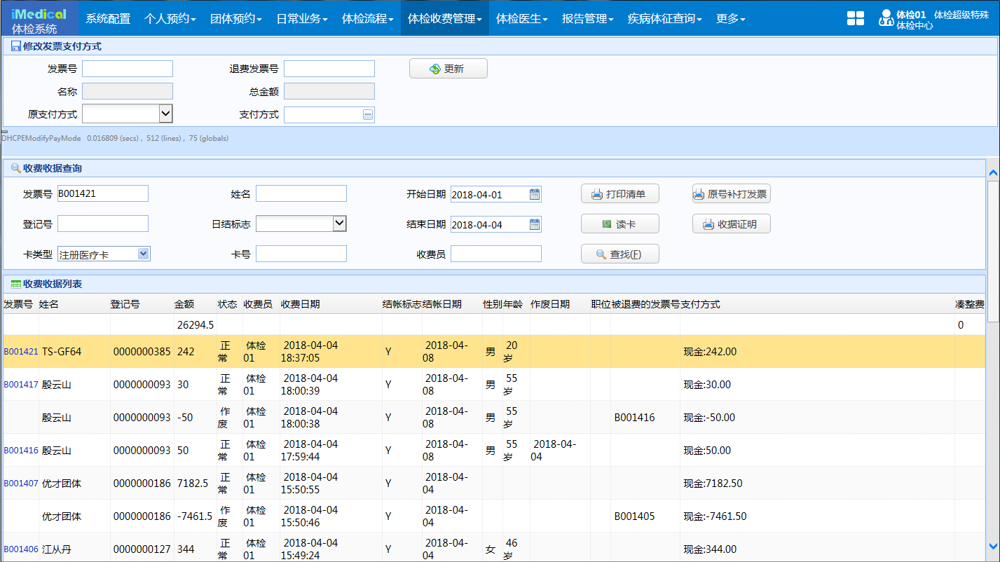 iMedical
体检系统
系统配置 个人预约 团体预约 日常业务 体检流程 体检收费管理 体检医生 报告管理 疾病体征查询 更多
体检01 体检超级特殊
体检中心
修改发票支付方式
发票号 退费发票号 更新
名称 总金额
原支付方式 支付方式
DHCPEModifyPayMode 0.016809 (secs) , 512 (lines) , 75 (globals)
收费收据查询
发票号 B001421 姓名 开始日期 2018-04-01 打印清单 原号补打发票
登记号 日结标志 结束日期 2018-04-04 读卡 收据证明
卡类型 注册医疗卡 卡号 收费员 查找(F)
收费收据列表
发票号 姓名 登记号 金额 状态 收费员 收费日期 结帐标志 结帐日期 性别 年龄 作废日期 职位 被退费的发票号 支付方式 凑整费
26294.5 0
B001421 TS-GF64 0000000385 242 正常 体检01 2018-04-04 18:37:05 Y 2018-04-08 男 20岁 现金:242.00
B001417 殷云山 0000000093 30 正常 体检01 2018-04-04 18:00:39 Y 2018-04-08 男 55岁 现金:30.00
殷云山 0000000093 -50 作废 体检01 2018-04-04 18:00:38 Y 2018-04-08 男 55岁 B001416 现金:-50.00
B001416 殷云山 0000000093 50 正常 体检01 2018-04-04 17:59:44 Y 2018-04-08 男 55岁 2018-04-04 现金:50.00
B001407 优才团体 0000000186 7182.5 正常 体检01 2018-04-04 15:50:55 Y 2018-04-04 现金:7182.50
优才团体 0000000186 -7461.5 作废 体检01 2018-04-04 15:50:46 Y 2018-04-04 B001405 现金:-7461.50
B001406 江从丹 0000000127 344 正常 体检01 2018-04-04 15:49:24 Y 2018-04-04 女 46岁 现金:344.00